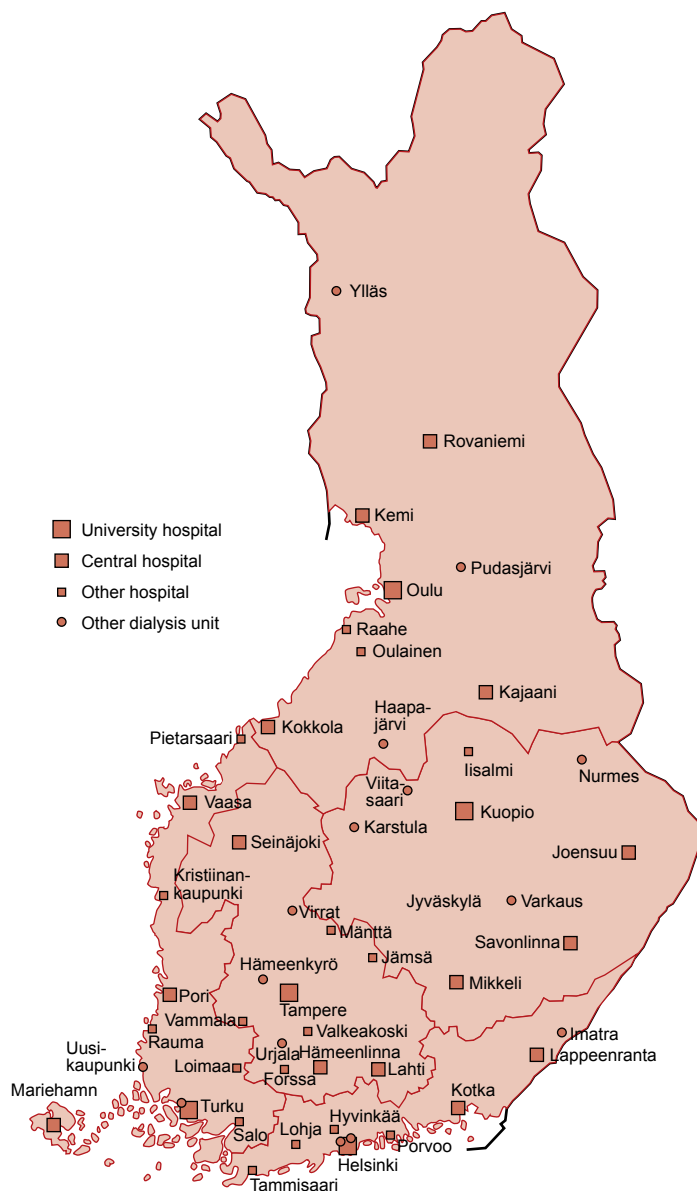 Ylläs
Rovaniemi
Kemi
University hospital
Central hospital
Other hospital
Other dialysis unit
Pudasjärvi
Oulu
Raahe
Oulainen
Kajaani
Haapa-
järvi
Kokkola
Pietarsaari
Iisalmi
Nurmes
Viita-
saari
Vaasa
Kuopio
Karstula
Seinäjoki
Joensuu
Kristiinan-
kaupunki
Jyväskylä
Varkaus
Virrat
Mänttä
Savonlinna
Jämsä
Hämeenkyrö
Mikkeli
Pori
Tampere
Vammala
Valkeakoski
Rauma
Imatra
Uusi-
kaupunki
Urjala
Hämeenlinna
Lappeenranta
Loimaa
Forssa
Lahti
Mariehamn
Turku
Kotka
Salo
Lohja
Hyvinkää
Porvoo
Helsinki
Tammisaari